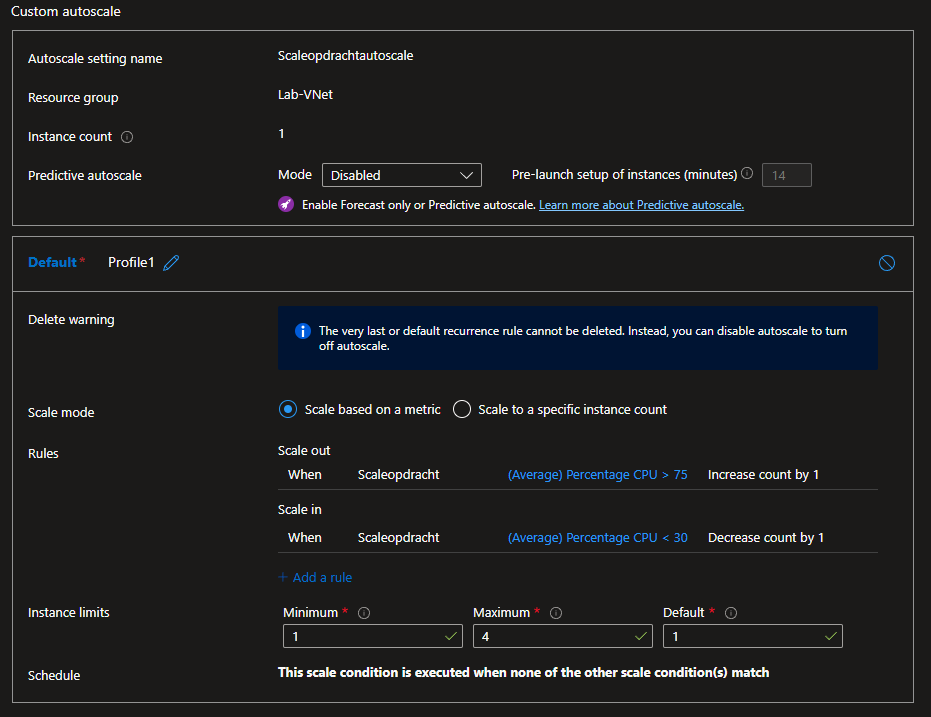 Custom autoscale
Autoscale setting name Scaleopdrachtautoscale
Resource group Lab-VNet
Instance count 1
Predictive autoscale Mode Disabled Pre-launch setup of instances (minutes) 14
Enable Forecast only or Predictive autoscale. Learn more about Predictive autoscale.
Default * Profile1
Delete warning
The very last or default recurrence rule cannot be deleted. Instead, you can disable autoscale to turn
off autoscale.
Scale mode Scale based on a metric Scale to a specific instance count
Rules
Scale out
When Scaleopdracht (Average) Percentage CPU > 75 Increase count by 1
Scale in
When Scaleopdracht (Average) Percentage CPU < 30 Decrease count by 1
+ Add a rule
Instance limits Minimum * Maximum * Default *
1 4 1
Schedule This scale condition is executed when none of the other scale condition(s) match